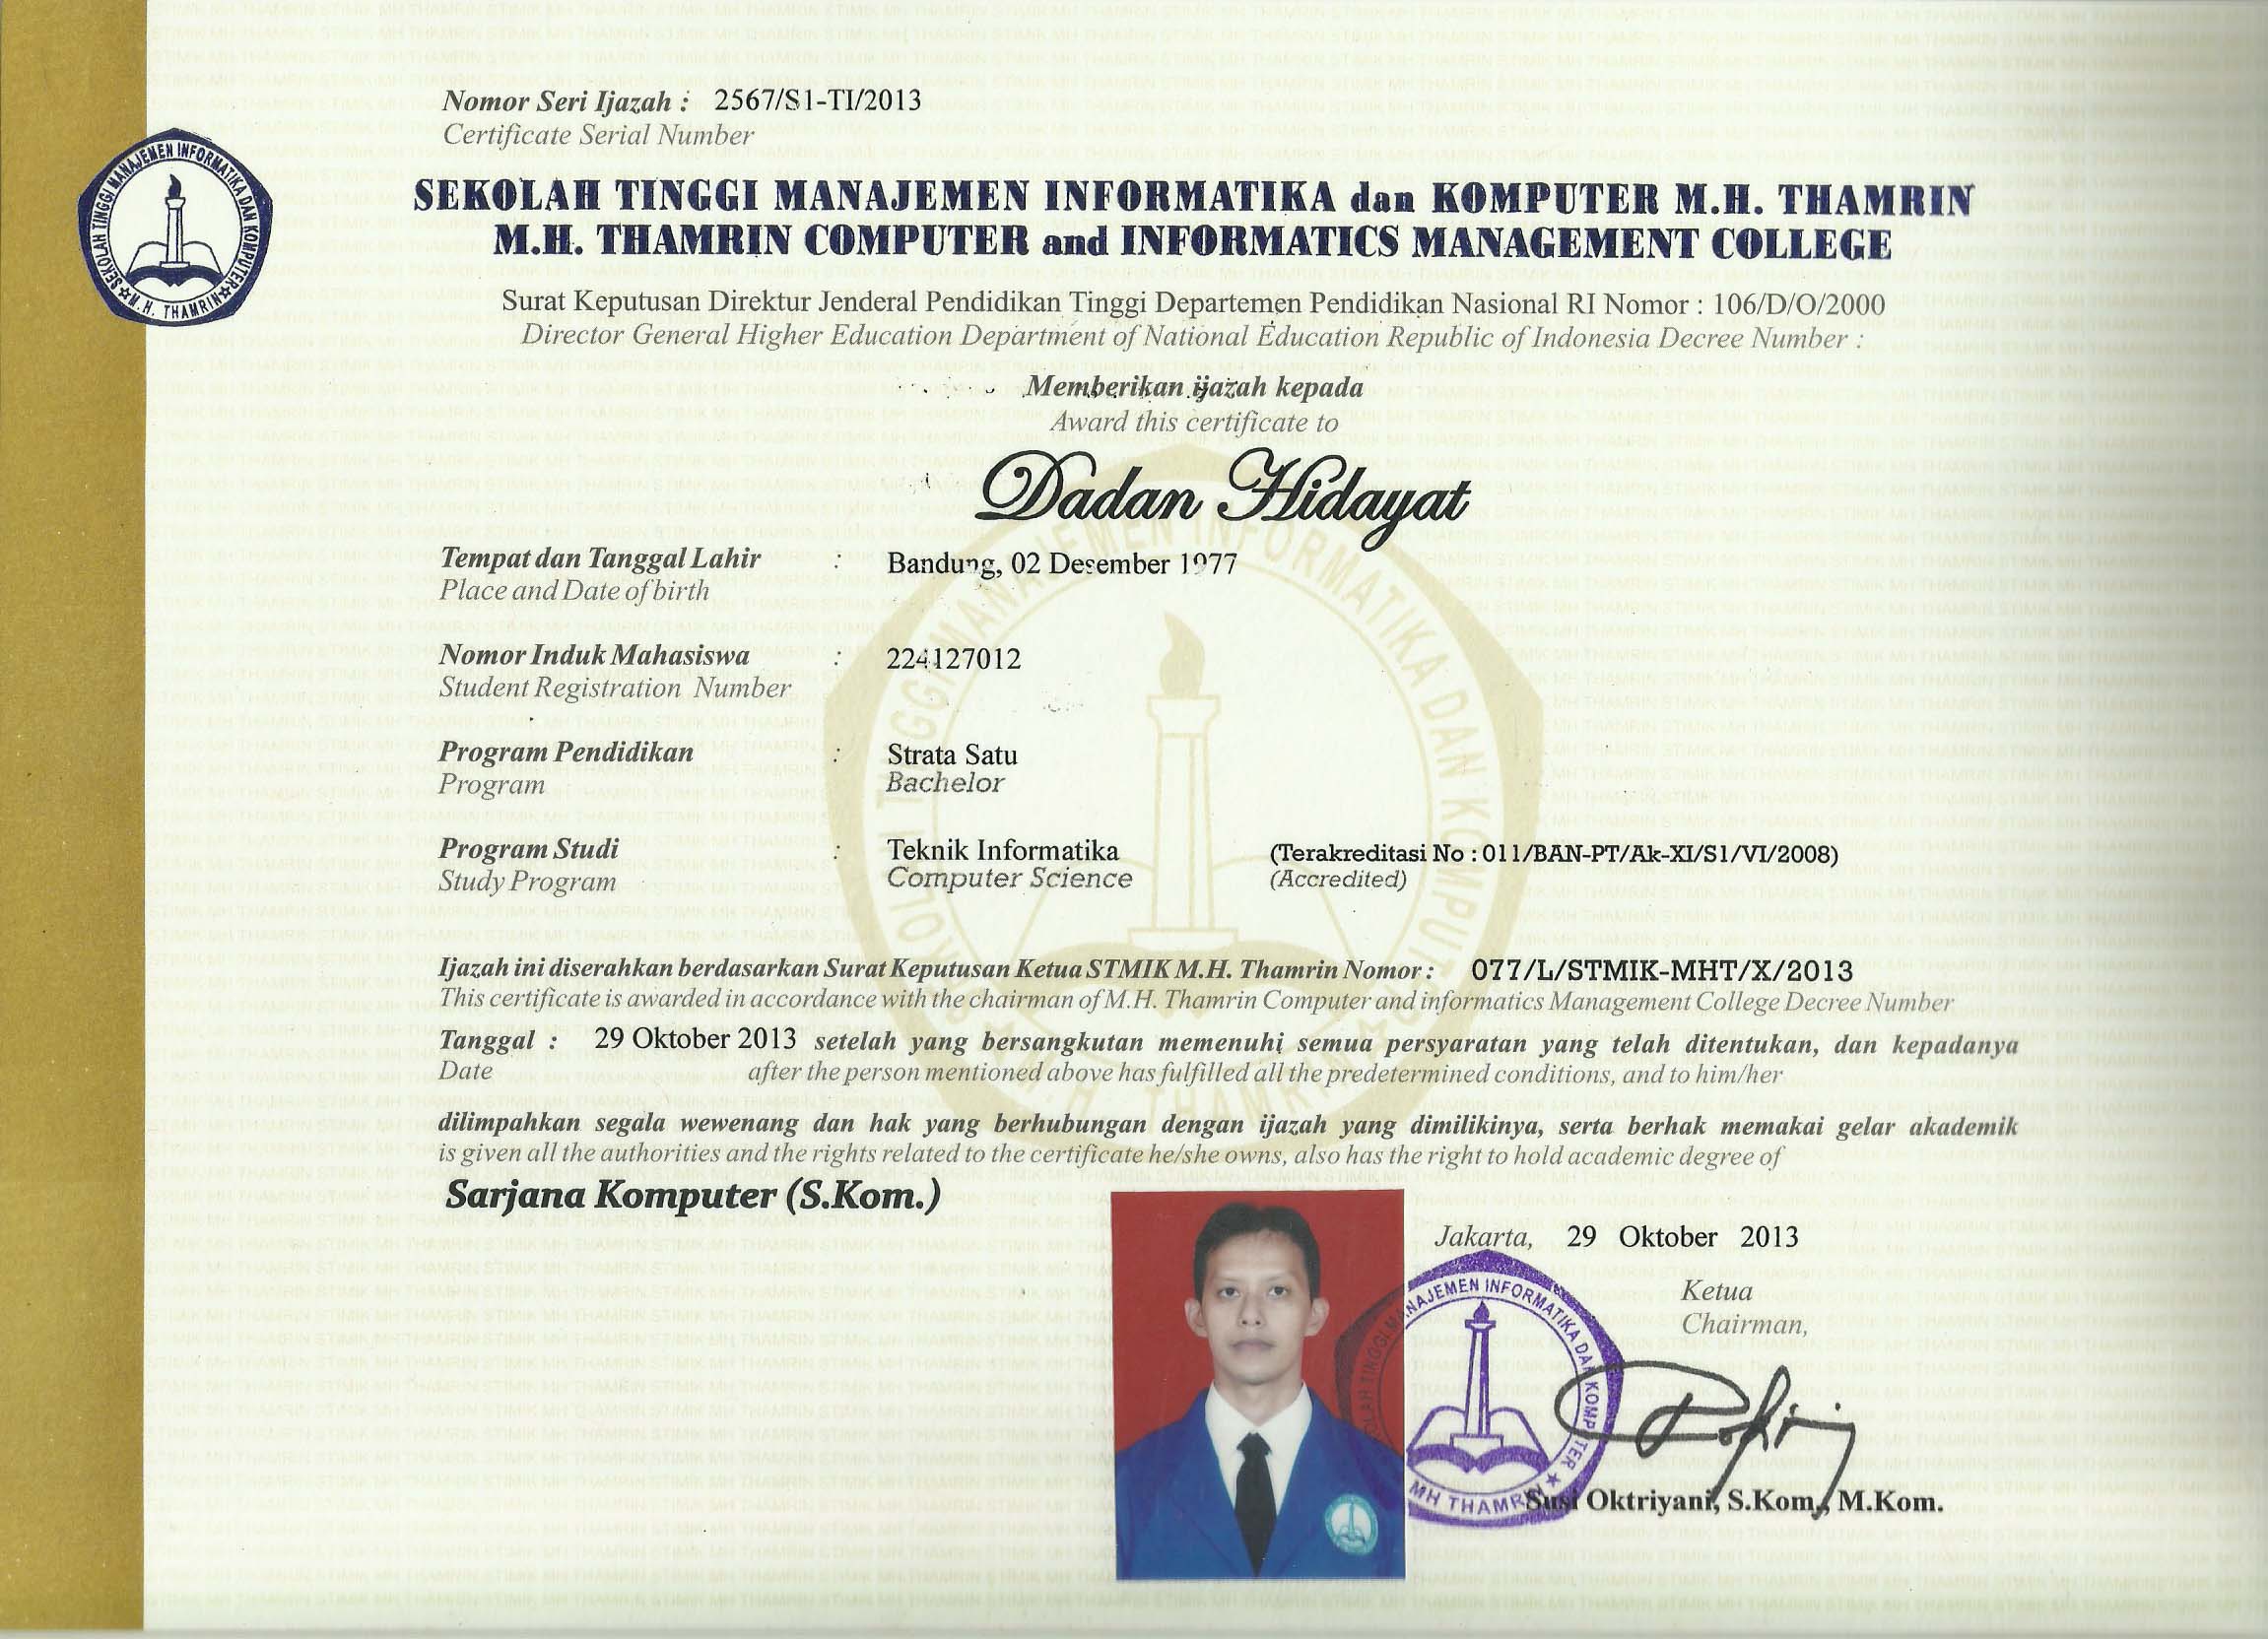 Nomor Seri Ijazah : 2567/S1-TI/2013
Certificate Serial Number
SEKOLAH TINGGI MANAJEMEN INFORMATIKA DAN KOMPUTER
M.H. THAMRIN
SEKOLAH TINGGI MANAJEMEN INFORMATIKA dan KOMPUTER M.H. THAMRIN
M.H. THAMRIN COMPUTER and INFORMATICS MANAGEMENT COLLEGE
Surat Keputusan Direktur Jenderal Pendidikan Tinggi Departemen Pendidikan Nasional RI Nomor : 106/D/O/2000
Director General Higher Education Department of National Education Republic of Indonesia Decree Number :
Memberikan ijazah kepada
Award this certificate to
Dadan Hidayat
Tempat dan Tanggal Lahir : Bandung, 02 Desember 1977
Place and Date of birth
Nomor Induk Mahasiswa : 224127012
Student Registration Number
Program Pendidikan : Strata Satu
Program Bachelor
Program Studi : Teknik Informatika (Terakreditasi No : 011/BAN-PT/Ak-XI/S1/VI/2008)
Study Program Computer Science (Accredited)
Ijazah ini diserahkan berdasarkan Surat Keputusan Ketua STMIK M.H. Thamrin Nomor : 077/L/STMIK-MHT/X/2013
This certificate is awarded in accordance with the chairman of M.H. Thamrin Computer and informatics Management College Decree Number
Tanggal : 29 Oktober 2013 setelah yang bersangkutan memenuhi semua persyaratan yang telah ditentukan, dan kepadanya
Date after the person mentioned above has fulfilled all the predetermined conditions, and to him/her
dilimpahkan segala wewenang dan hak yang berhubungan dengan ijazah yang dimilikinya, serta berhak memakai gelar akademik
is given all the authorities and the rights related to the certificate he/she owns, also has the right to hold academic degree of
Sarjana Komputer (S.Kom.)
Jakarta, 29 Oktober 2013
Ketua
Chairman,
MANAJEMEN INFORMATIKA DAN KOMP TER
MH THAMRIN
Susi Oktriyani, S.Kom., M.Kom.